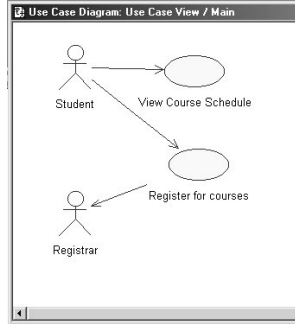 Use Case Diagram: Use Case View / Main
Student
View Course Schedule
Register for courses
Registrar